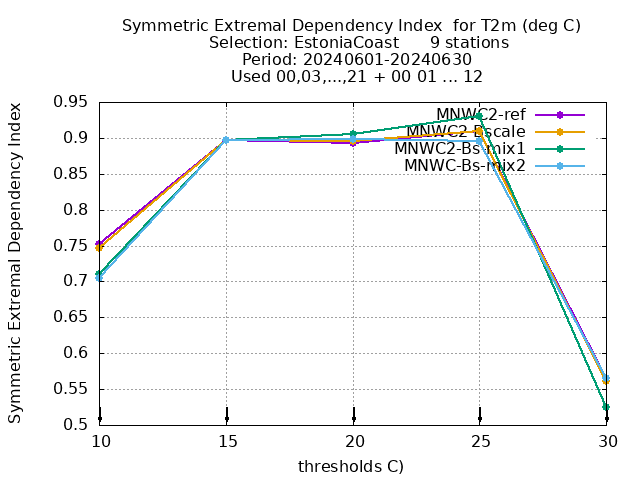 Symmetric Extremal Dependency Index  for T2m (deg C)
Selection: EstoniaCoast      9 stations
Period: 20240601-20240630
Used 00,03,...,21 + 00 01 ... 12
Symmetric Extremal Dependency Index
0.95
0.9
0.85
0.8
0.75
0.7
0.65
0.6
0.55
0.5
MNWC2-ref
MNWC2-Bscale
MNWC2-Bs-mix1
MNWC-Bs-mix2
10 15 20 25 30
thresholds C)